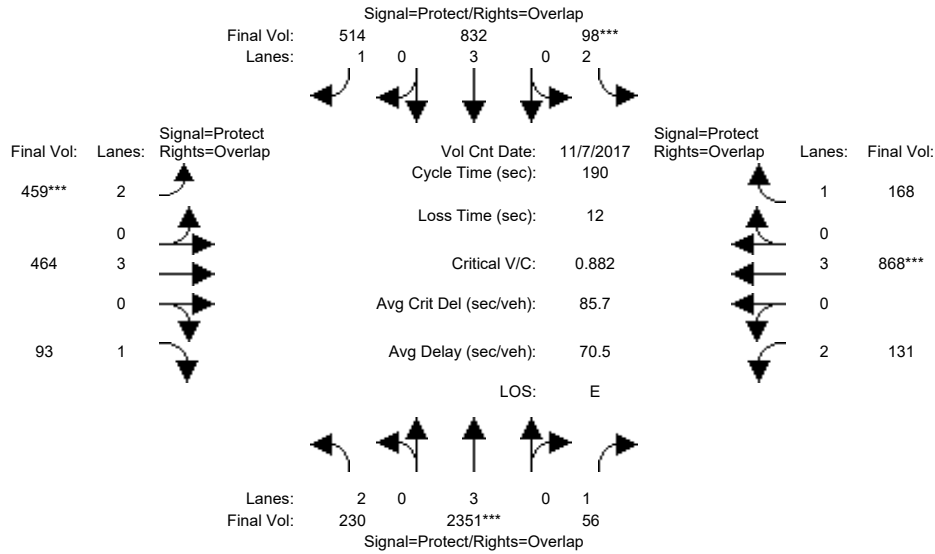 Signal=Protect/Rights=Overlap
Final Vol: 514 832 98***
Lanes: 1 0 3 0 2
Signal=Protect Signal=Protect
Final Vol: Lanes: Rights=Overlap Vol Cnt Date: 11/7/2017 Rights=Overlap Lanes: Final Vol:
Cycle Time (sec): 190
459*** 2 1 168
Loss Time (sec): 12
0 0
464 3 Critical V/C: 0.882 3 868***
0 Avg Crit Del (sec/veh): 85.7 0
93 1 Avg Delay (sec/veh): 70.5 2 131
LOS: E
Lanes: 2 0 3 0 1
Final Vol: 230 2351*** 56
Signal=Protect/Rights=Overlap